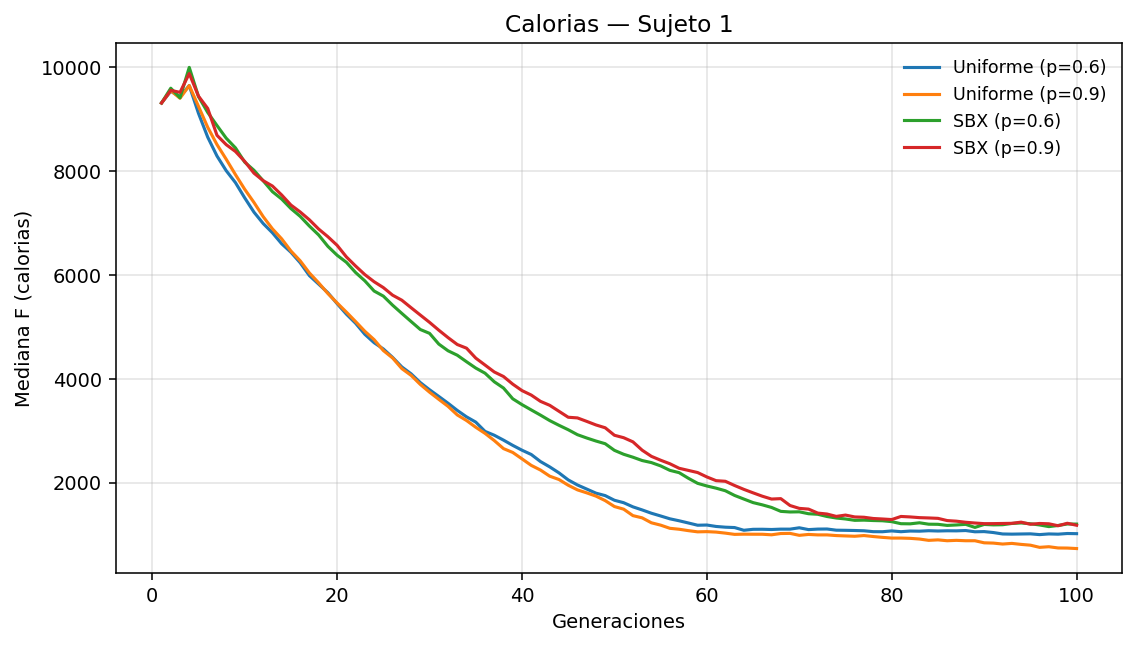 Calorias — Sujeto 1
Mediana F (calorias)
10000
8000
6000
4000
2000
Uniforme (p=0.6)
Uniforme (p=0.9)
SBX (p=0.6)
SBX (p=0.9)
0 20 40 60 80 100
Generaciones